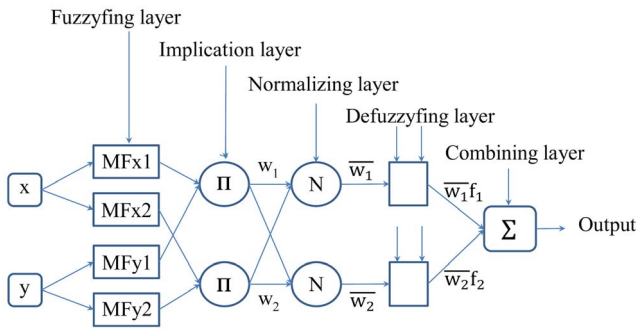 Fuzzyfing layer
Implication layer
Normalizing layer
Defuzzyfing layer
Combining layer
x
y
MFx1
MFx2
MFy1
MFy2
Π
Π
w₁
w₂
N
N
w̅₁
w̅₂
w̅₁f₁
w̅₂f₂
Σ
Output